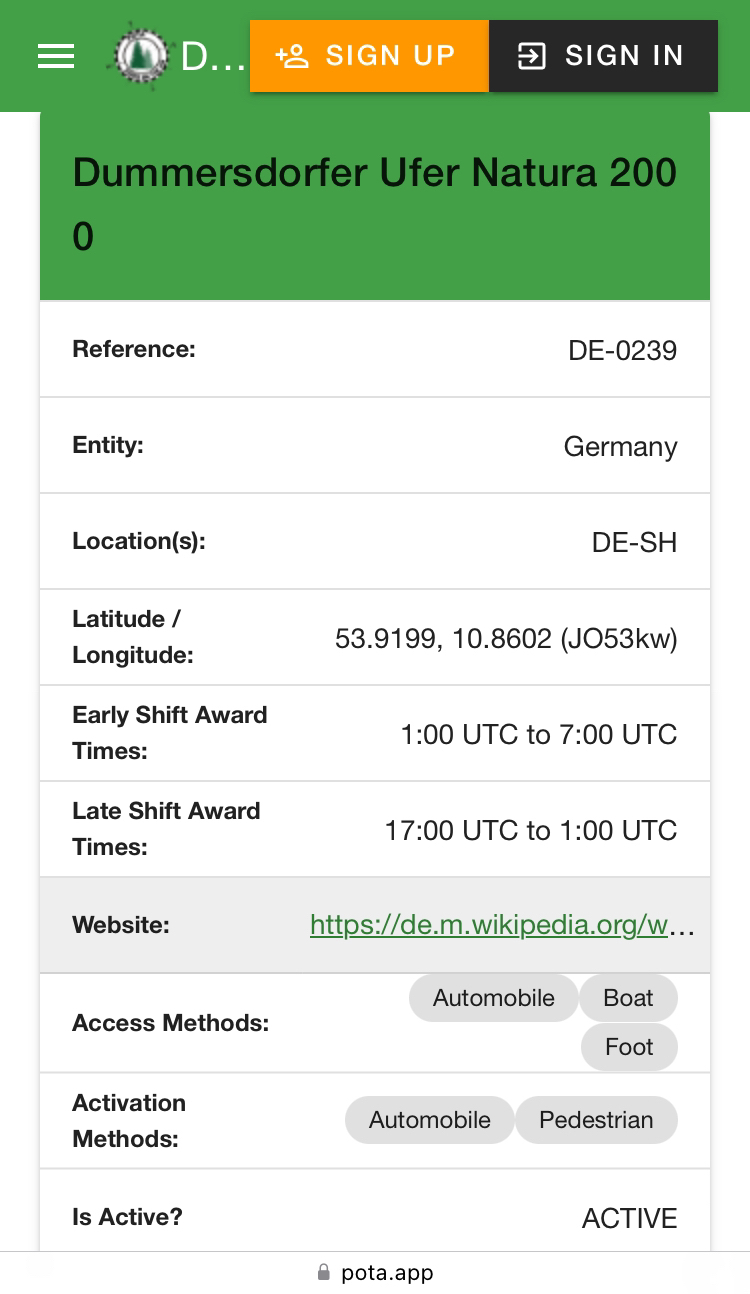 D... SIGN UP SIGN IN
Dummersdorfer Ufer Natura 200
0
Reference: DE-0239
Entity: Germany
Location(s): DE-SH
Latitude /
Longitude: 53.9199, 10.8602 (JO53kw)
Early Shift Award
Times: 1:00 UTC to 7:00 UTC
Late Shift Award
Times: 17:00 UTC to 1:00 UTC
Website: https://de.m.wikipedia.org/w...
Access Methods: Automobile Boat
Foot
Activation
Methods: Automobile Pedestrian
Is Active? ACTIVE
pota.app